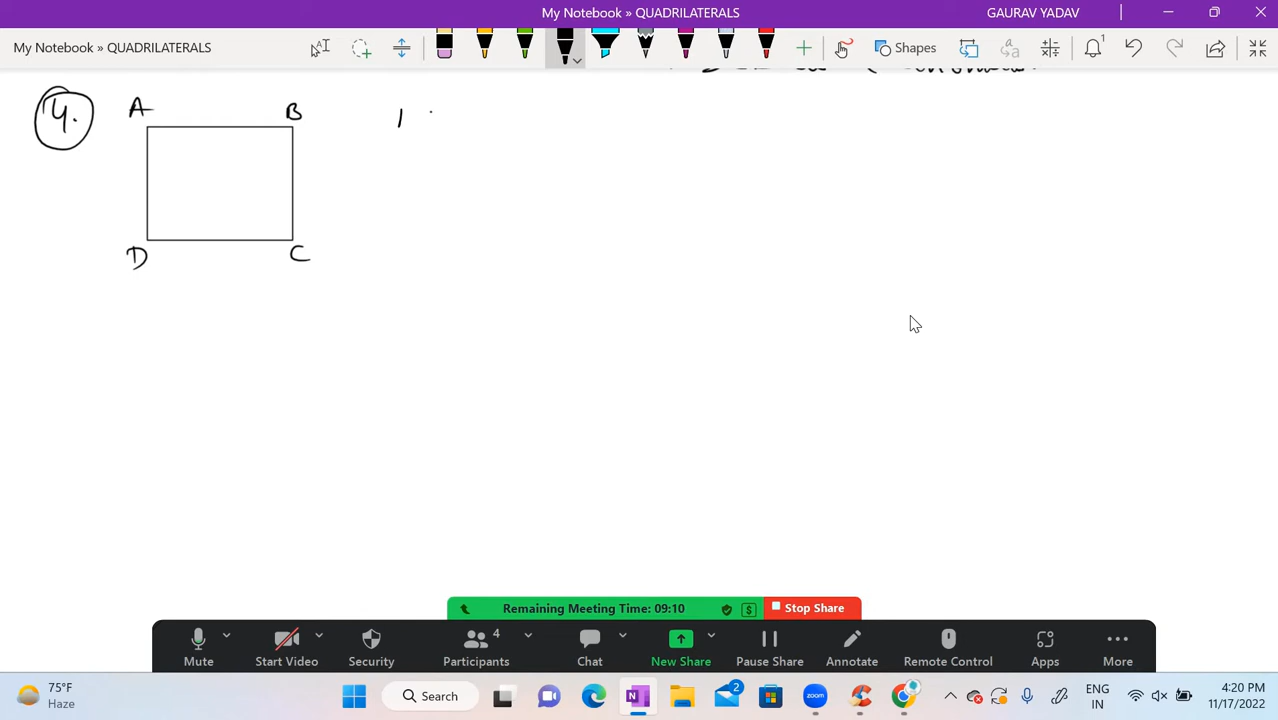 My Notebook » QUADRILATERALS
GAURAV YADAV
My Notebook » QUADRILATERALS
Shapes
4.
A
B
D
C
Remaining Meeting Time: 09:10
Stop Share
4
Mute
Start Video
Security
Participants
Chat
New Share
Pause Share
Annotate
Remote Control
Apps
More
75°F
Haze
Search
2
ENG
IN
4:20 PM
11/17/2022